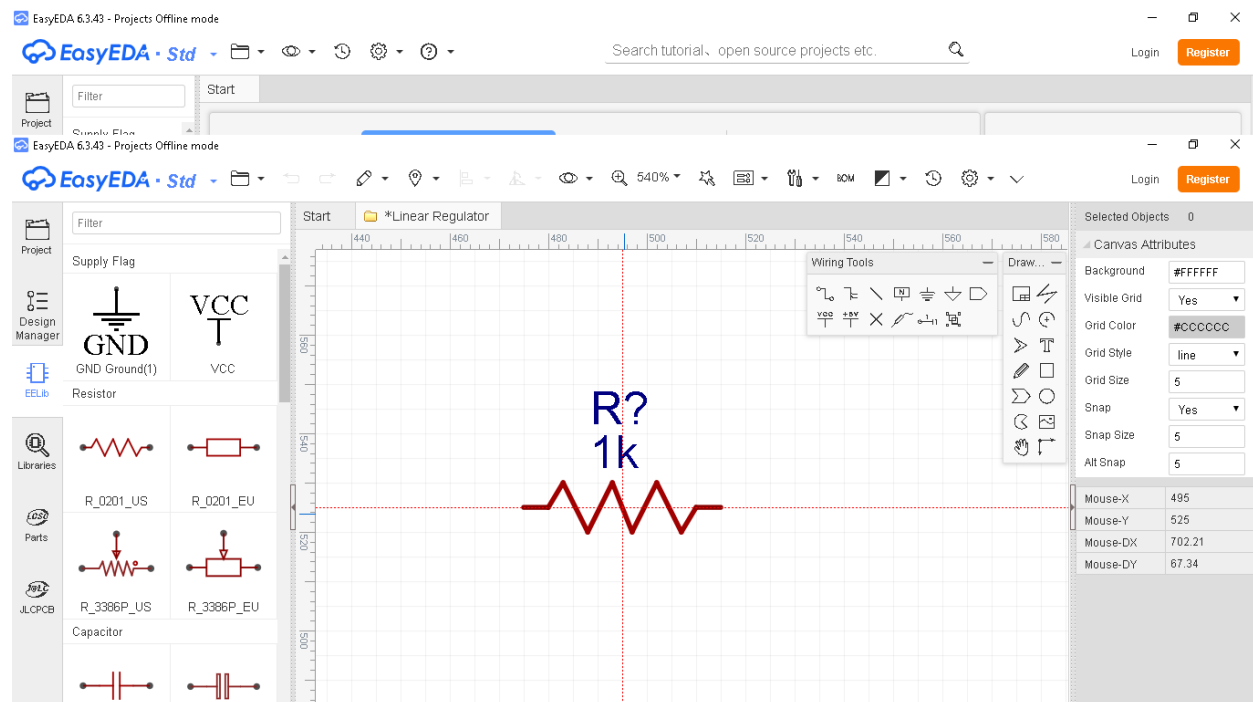 EasyEDA 6.3.43 - Projects Offline mode
EasyEDA · Std
Search tutorial、open source projects etc.
Login
Register
Project
Filter
Start
Supply Flag
EasyEDA 6.3.43 - Projects Offline mode
EasyEDA · Std
540%
BOM
Login
Register
Project
Design
Manager
EELib
Libraries
LCSC
Parts
JLCPCB
Filter
Supply Flag
GND
VCC
GND Ground(1)
VCC
Resistor
R_0201_US
R_0201_EU
R_3386P_US
R_3386P_EU
Capacitor
Start
*Linear Regulator
440
460
480
500
520
540
560
580
560
540
520
500
R?
1k
Wiring Tools
N
VCC
+5V
Draw...
T
Selected Objects 0
Canvas Attributes
Background #FFFFFF
Visible Grid Yes
Grid Color #CCCCCC
Grid Style line
Grid Size 5
Snap Yes
Snap Size 5
Alt Snap 5
Mouse-X 495
Mouse-Y 525
Mouse-DX 702.21
Mouse-DY 67.34